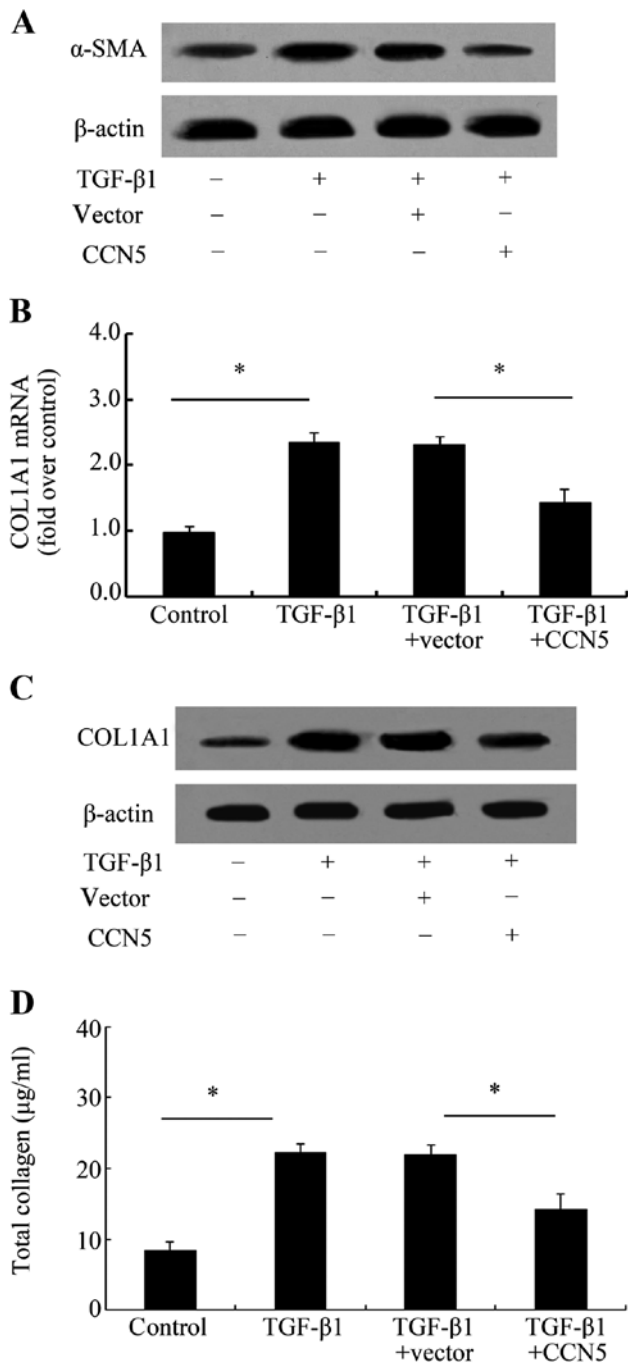 A
α-SMA
β-actin
TGF-β1 – + + +
Vector – – + –
CCN5 – – – +
B
COL1A1 mRNA
(fold over control)
4.0
3.0
2.0
1.0
0.0
* *
Control TGF-β1 TGF-β1 +vector TGF-β1 +CCN5
C
COL1A1
β-actin
TGF-β1 – + + +
Vector – – + –
CCN5 – – – +
D
Total collagen (μg/ml)
40
30
20
10
0
* *
Control TGF-β1 TGF-β1 +vector TGF-β1 +CCN5